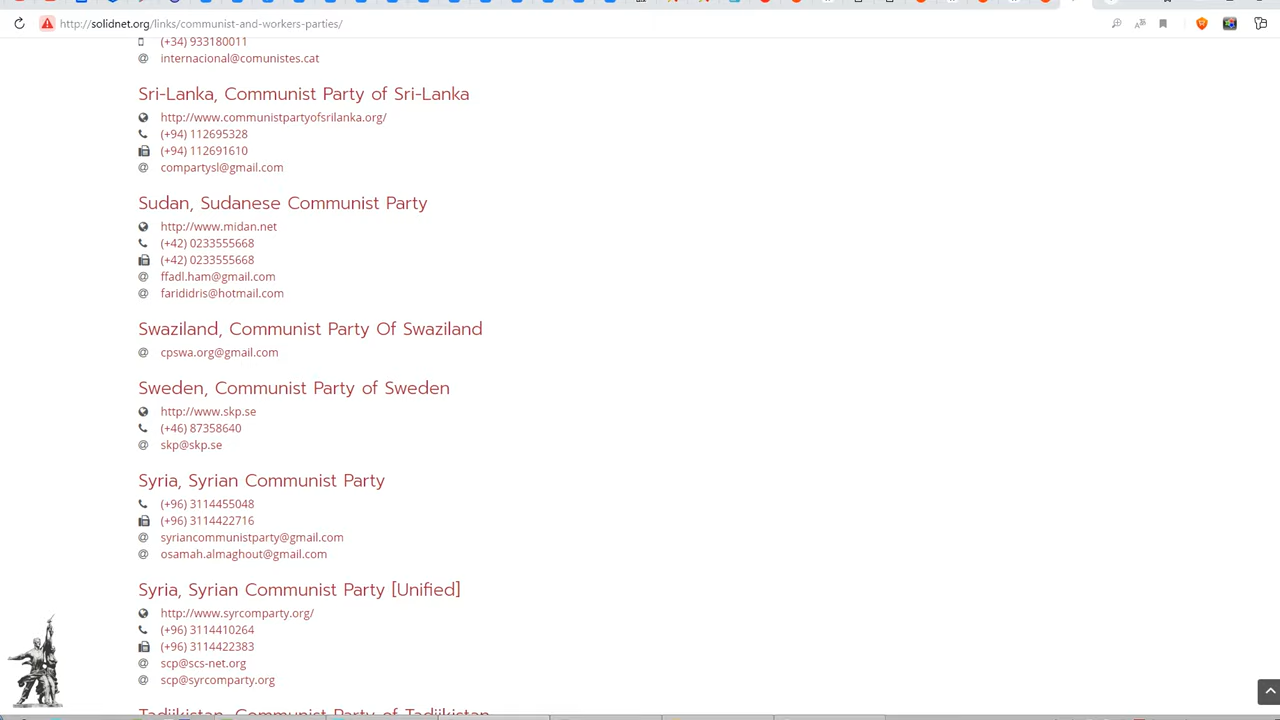 http://solidnet.org/links/communist-and-workers-parties/
(+34) 933180011
internacional@comunistes.cat
Sri-Lanka, Communist Party of Sri-Lanka
http://www.communistpartyofsrilanka.org/
(+94) 112695328
(+94) 112691610
compartysl@gmail.com
Sudan, Sudanese Communist Party
http://www.midan.net
(+42) 0233555668
(+42) 0233555668
ffadl.ham@gmail.com
farididris@hotmail.com
Swaziland, Communist Party Of Swaziland
cpswa.org@gmail.com
Sweden, Communist Party of Sweden
http://www.skp.se
(+46) 87358640
skp@skp.se
Syria, Syrian Communist Party
(+96) 3114455048
(+96) 3114422716
syriancommunistparty@gmail.com
osamah.almaghout@gmail.com
Syria, Syrian Communist Party [Unified]
http://www.syrcomparty.org/
(+96) 3114410264
(+96) 3114422383
scp@scs-net.org
scp@syrcomparty.org
Tadjikistan, Communist Party of Tadjikistan